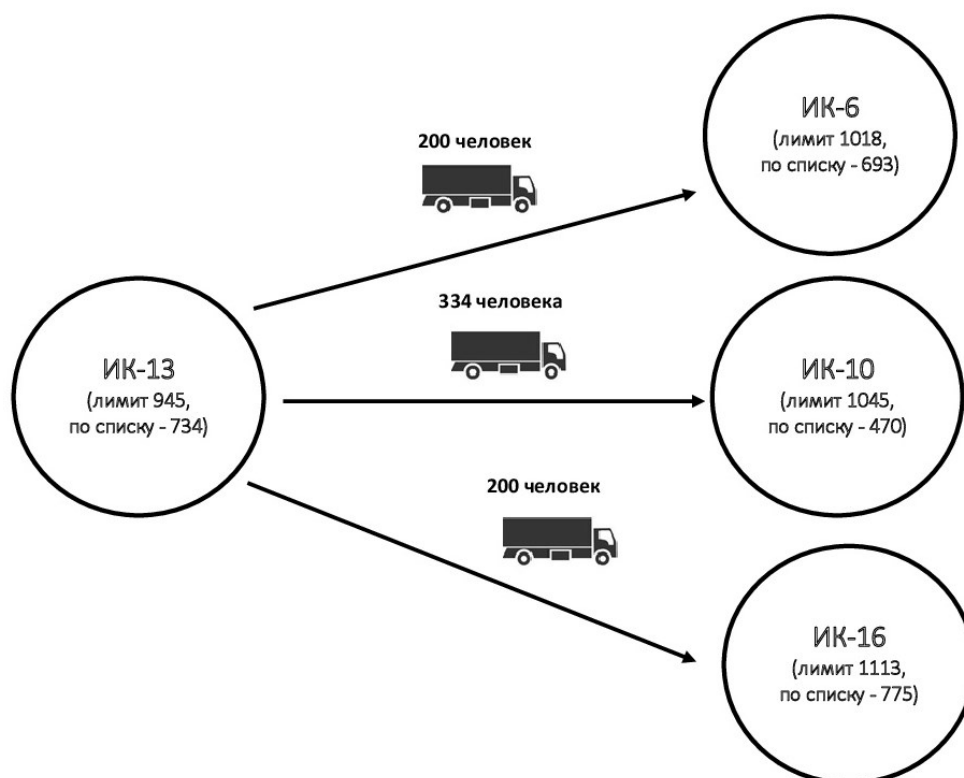 ИК-6
(лимит 1018,
по списку - 693)
200 человек
334 человека
ИК-13
(лимит 945,
по списку - 734)
ИК-10
(лимит 1045,
по списку - 470)
200 человек
ИК-16
(лимит 1113,
по списку - 775)